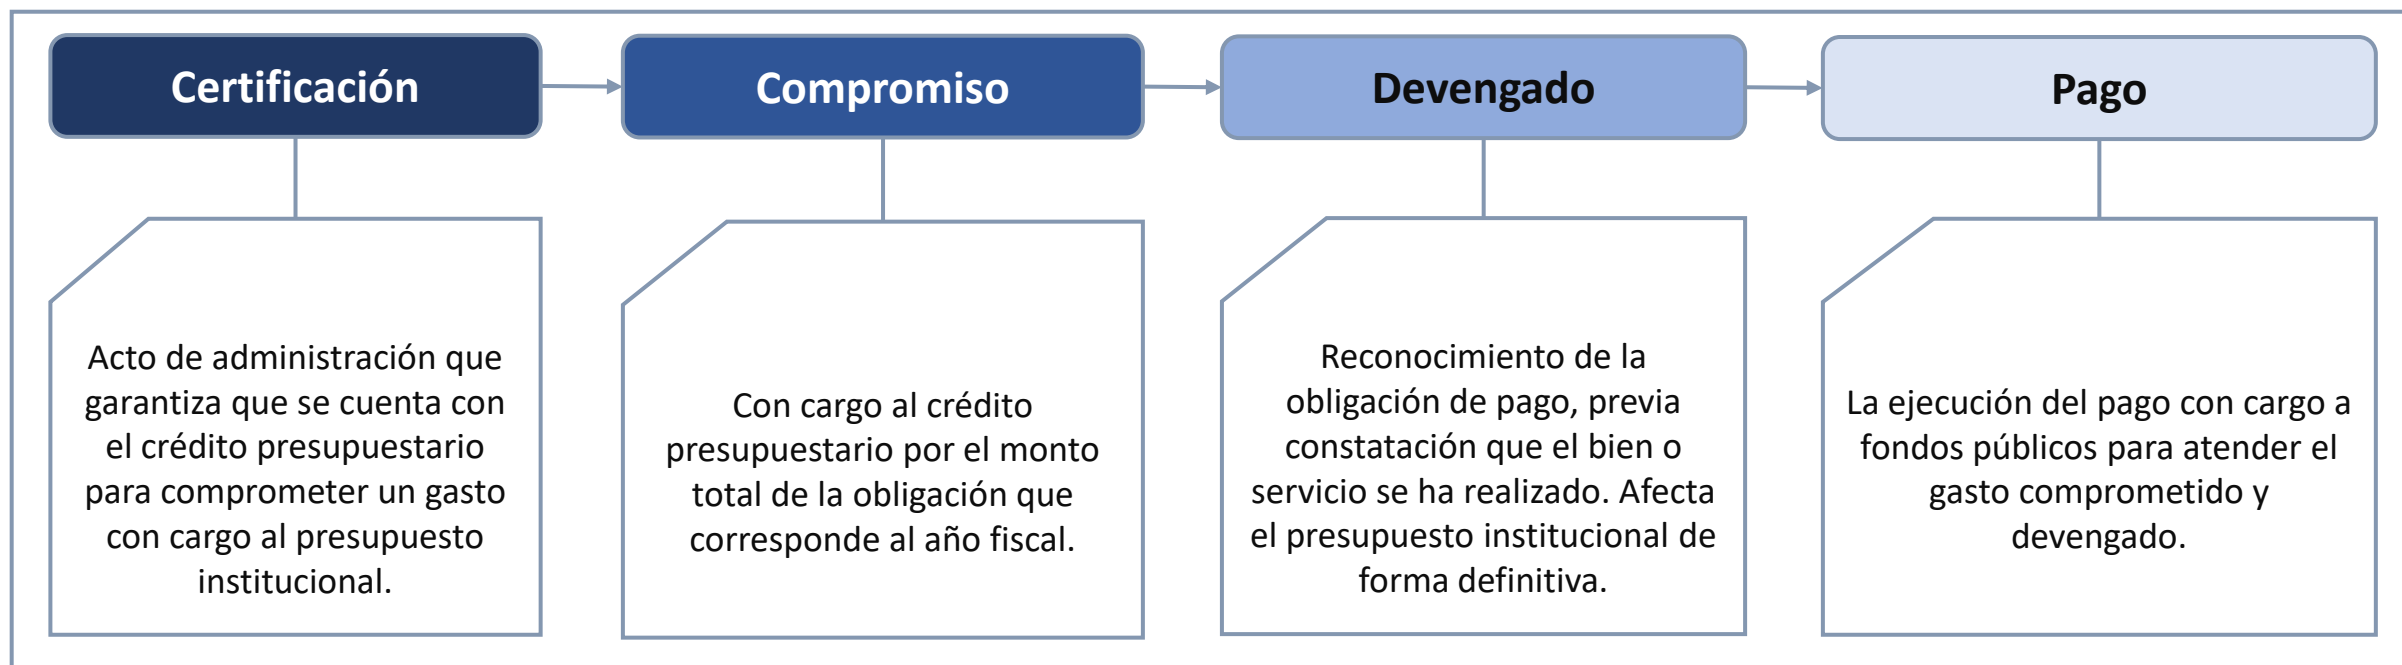 Certificación
Compromiso
Devengado
Pago
Acto de administración que
garantiza que se cuenta con
el crédito presupuestario
para comprometer un gasto
con cargo al presupuesto
institucional.
Con cargo al crédito
presupuestario por el monto
total de la obligación que
corresponde al año fiscal.
Reconocimiento de la
obligación de pago, previa
constatación que el bien o
servicio se ha realizado. Afecta
el presupuesto institucional de
forma definitiva.
La ejecución del pago con cargo a
fondos públicos para atender el
gasto comprometido y
devengado.